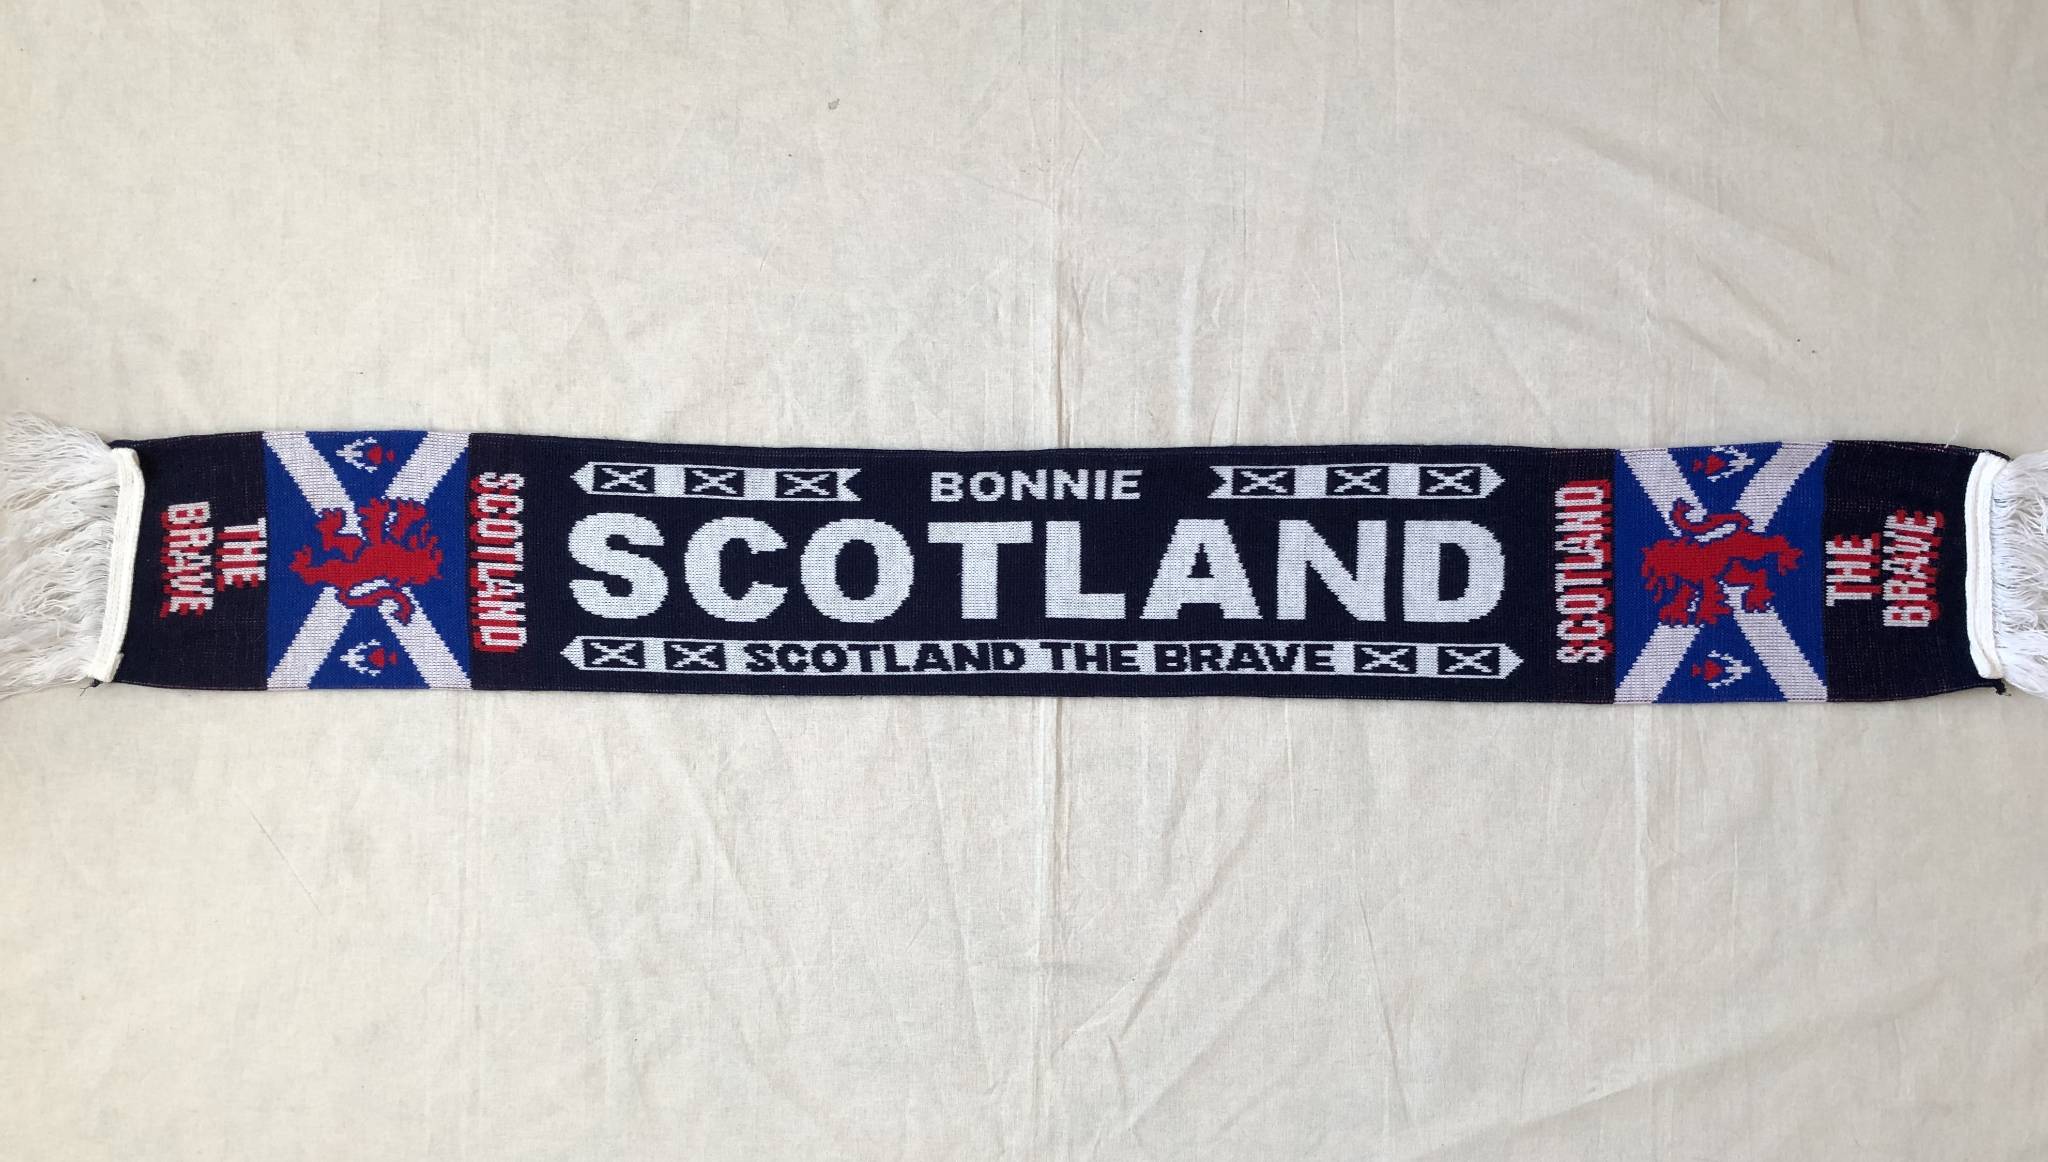 THE
BRAVE
SCOTLAND
BONNIE
SCOTLAND
SCOTLAND THE BRAVE
SCOTLAND
THE
BRAVE